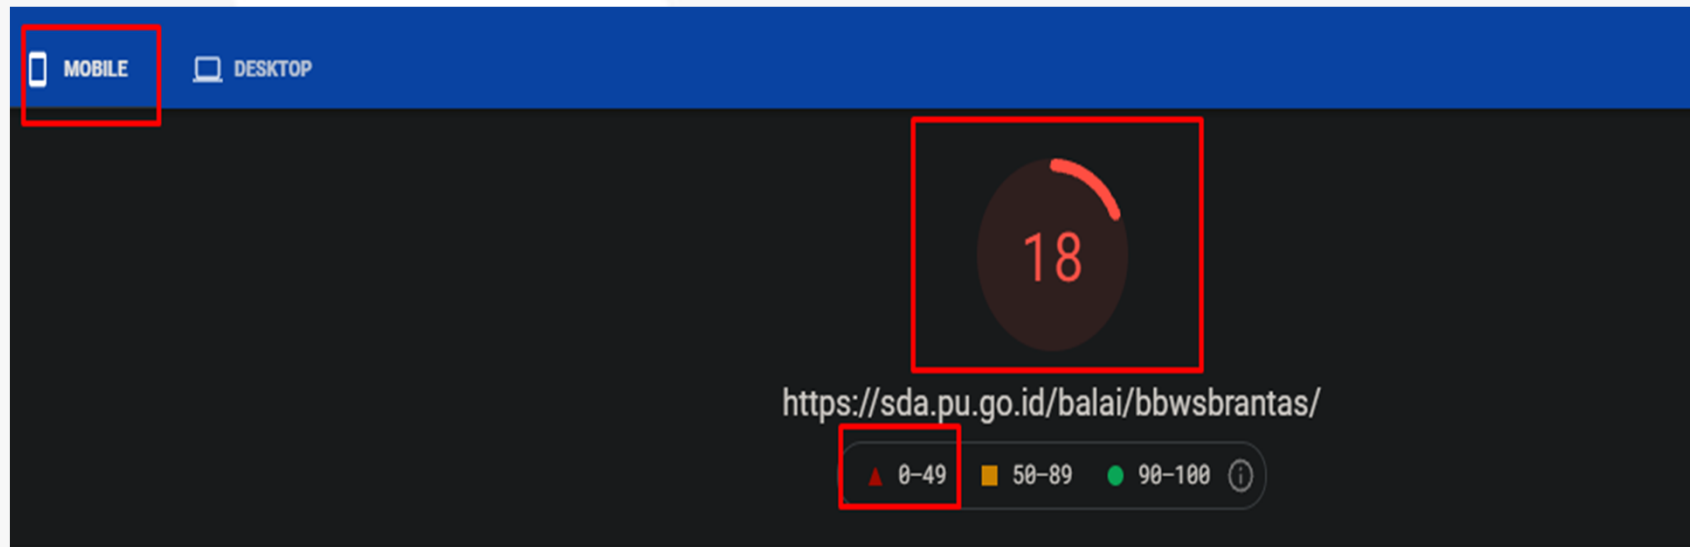 MOBILE DESKTOP
18
https://sda.pu.go.id/balai/bbwsbrantas/
0–49 50–89 90–100